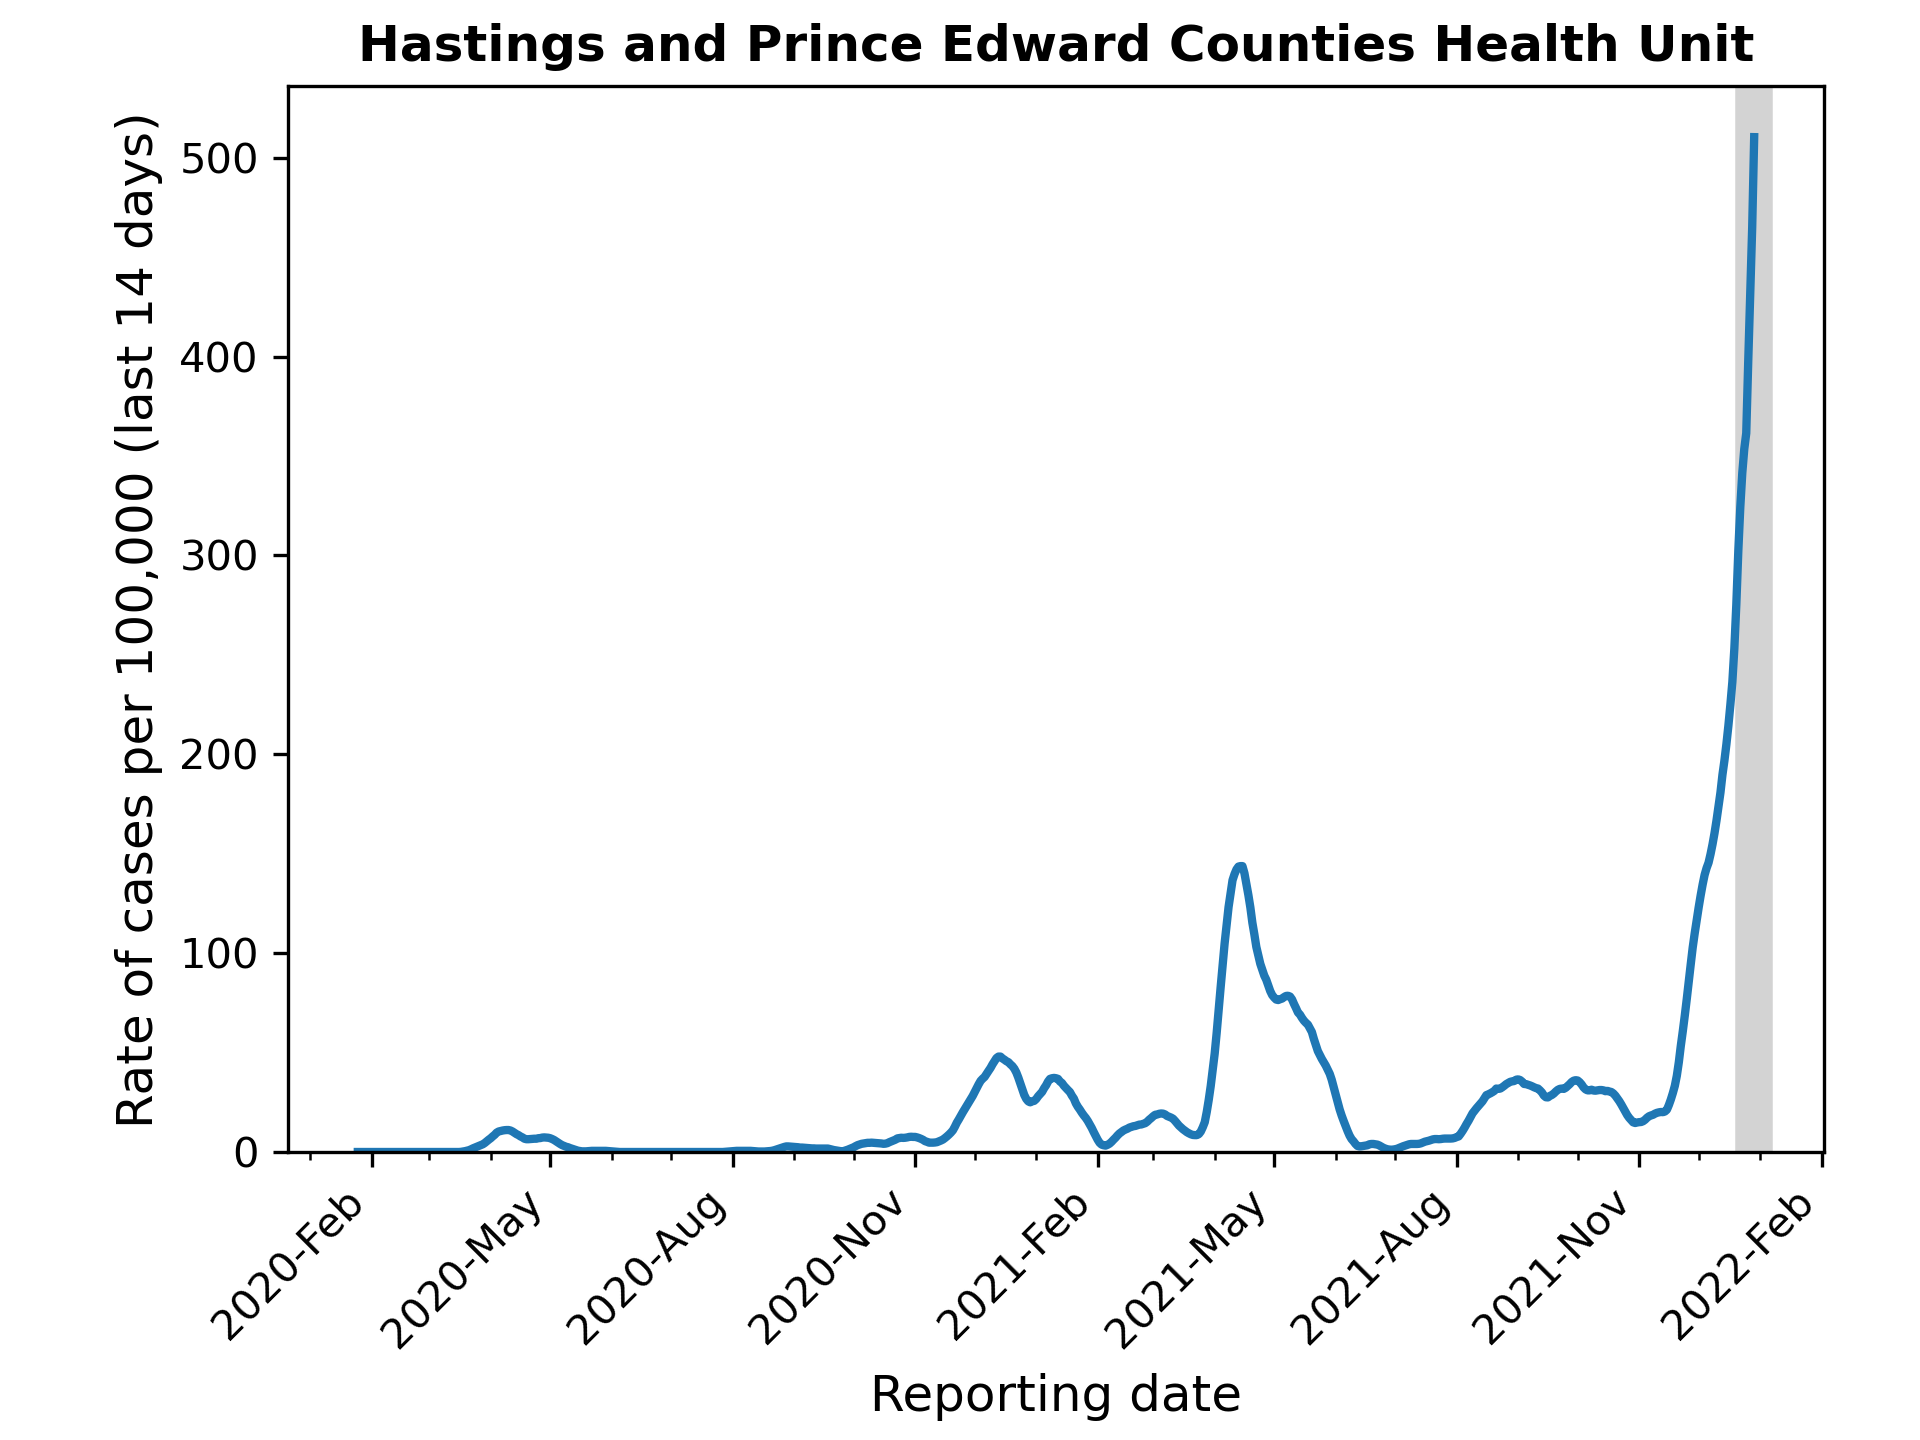 Hastings and Prince Edward Counties Health Unit
Rate of cases per 100,000 (last 14 days)
500
400
300
200
100
0
2020-Feb
2020-May
2020-Aug
2020-Nov
2021-Feb
2021-May
2021-Aug
2021-Nov
2022-Feb
Reporting date